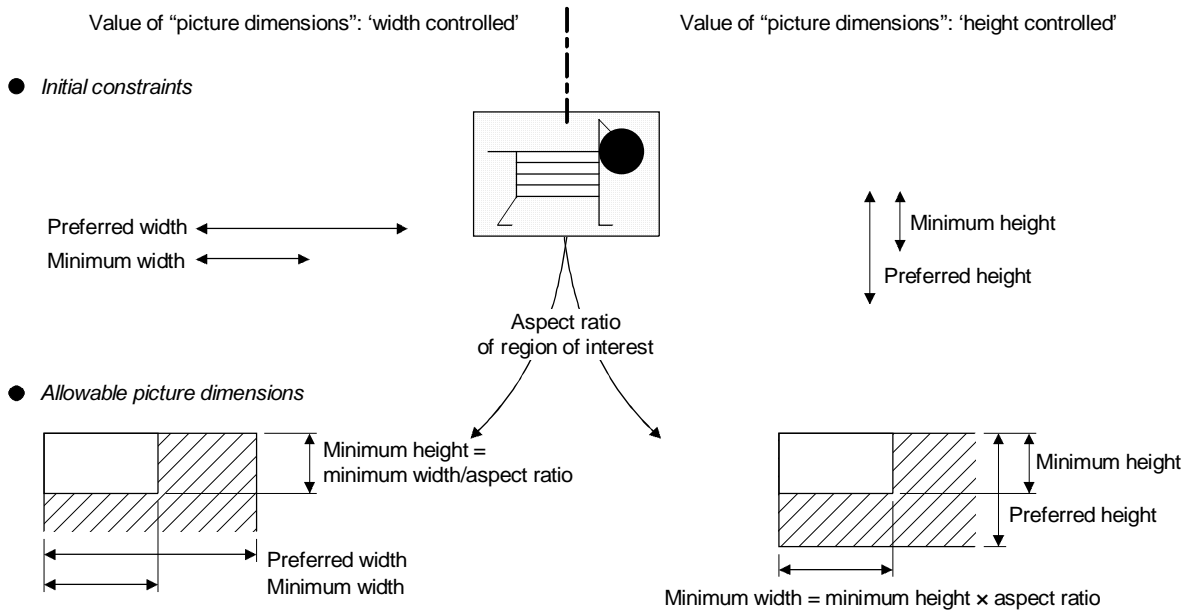 Value of “picture dimensions”: ‘width controlled’
Value of “picture dimensions”: ‘height controlled’
Initial constraints
Preferred width
Minimum width
Minimum height
Preferred height
Aspect ratio
of region of interest
Allowable picture dimensions
Minimum height =
minimum width/aspect ratio
Preferred width
Minimum width
Minimum height
Preferred height
Minimum width = minimum height × aspect ratio